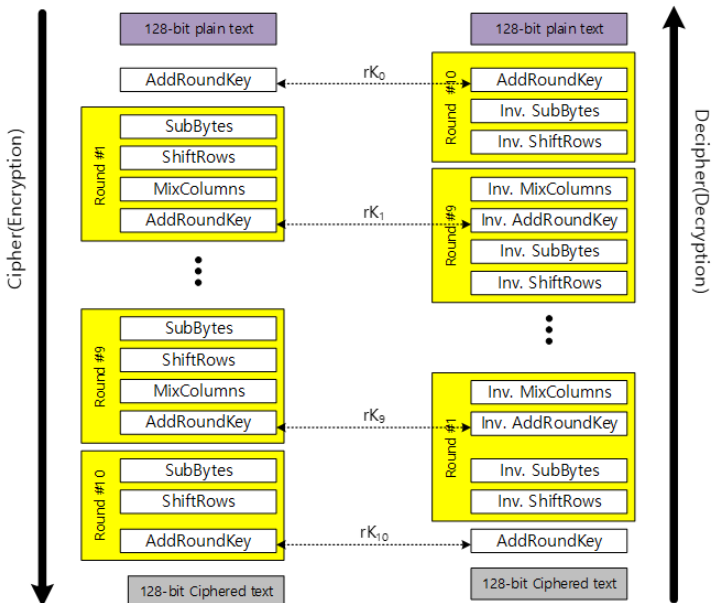 128-bit plain text
128-bit plain text
AddRoundKey
rK₀
AddRoundKey
Inv. SubBytes
Inv. ShiftRows
Round #10
SubBytes
ShiftRows
MixColumns
AddRoundKey
Round #1
rK₁
Inv. MixColumns
Inv. AddRoundKey
Inv. SubBytes
Inv. ShiftRows
Round #9
Cipher(Encryption)
Decipher(Decryption)
SubBytes
ShiftRows
MixColumns
AddRoundKey
Round #9
rK₉
Inv. MixColumns
Inv. AddRoundKey
Inv. SubBytes
Inv. ShiftRows
Round #1
SubBytes
ShiftRows
AddRoundKey
Round #10
rK₁₀
AddRoundKey
128-bit Ciphered text
128-bit Ciphered text